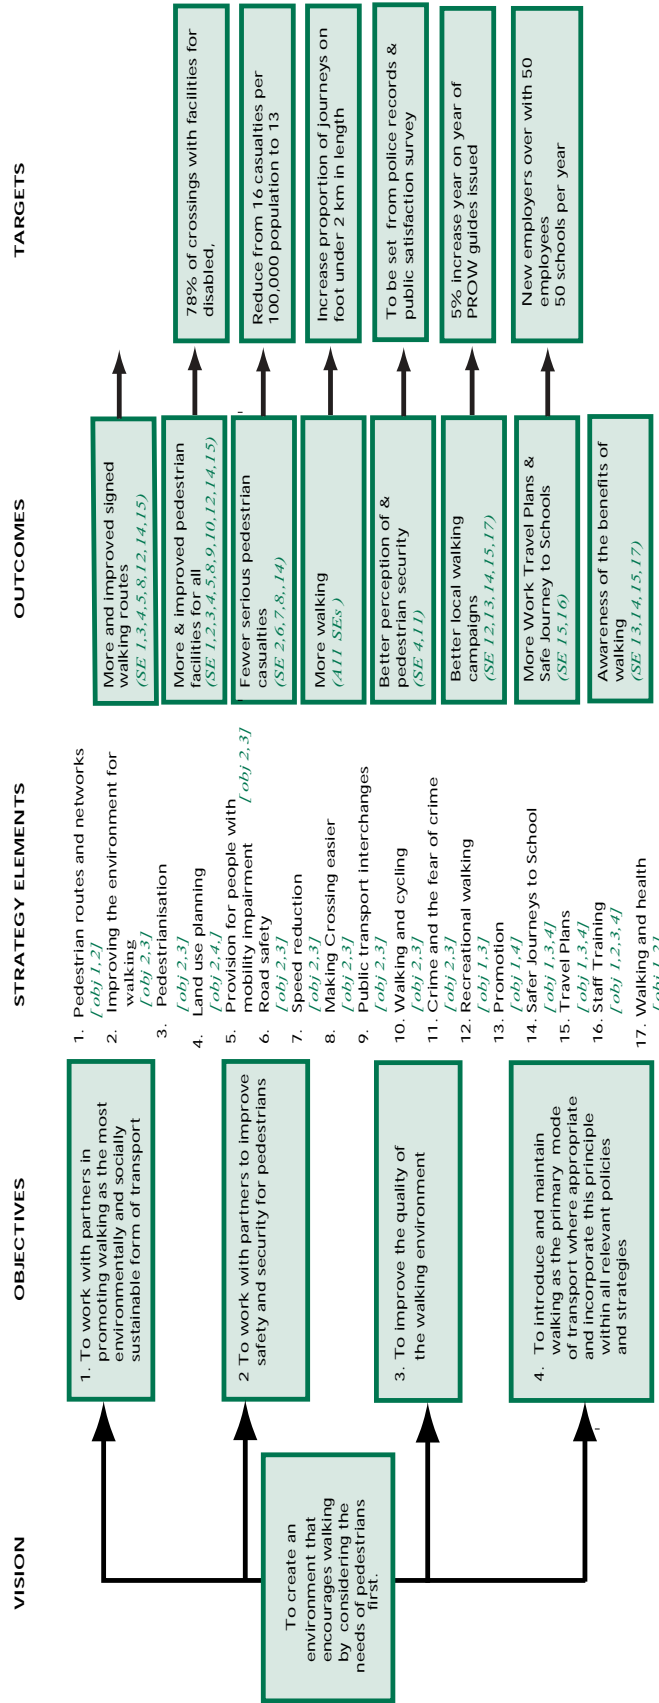 VISION
To create an
environment that
encourages walking
by considering the
needs of pedestrians
first.
OBJECTIVES
1. To work with partners in
promoting walking as the most
environmentally and socially
sustainable form of transport
2 To work with partners to improve
safety and security for pedestrians
3. To improve the quality of
the walking environment
4. To introduce and maintain
walking as the primary mode
of transport where appropriate
and incorporate this principle
within all relevant policies
and strategies
STRATEGY ELEMENTS
1. Pedestrian routes and networks
[obj 1,2]
2. Improving the environment for
walking
[obj 2,3]
3. Pedestrianisation
[obj 2,3]
4. Land use planning
[obj 2,4,]
5. Provision for people with
mobility impairment [obj 2,3]
6. Road safety
[obj 2,3]
7. Speed reduction
[obj 2,3]
8. Making Crossing easier
[obj 2,3]
9. Public transport interchanges
[obj 2,3]
10. Walking and cycling
[obj 2,3]
11. Crime and the fear of crime
[obj 2,3]
12. Recreational walking
[obj 1,3]
13. Promotion
[obj 1,4]
14. Safer Journeys to School
[obj 1,3,4]
15. Travel Plans
[obj 1,3,4]
16. Staff Training
[obj 1,2,3,4]
17. Walking and health
[obj 1,2]
OUTCOMES
More and improved signed
walking routes
(SE 1,3,4,5,8,12,14,15)
More & improved pedestrian
facilities for all
(SE 1,2,3,4,5,8,9,10,12,14,15)
Fewer serious pedestrian
casualties
(SE 2,6,7,8,,14)
More walking
(A11 SEs )
Better perception of &
pedestrian security
(SE 4,11)
Better local walking
campaigns
(SE 12,13,14,15,17)
More Work Travel Plans &
Safe Journey to Schools
(SE 15,16)
Awareness of the benefits of
walking
(SE 13,14,15,17)
TARGETS
78% of crossings with facilities for
disabled,
Reduce from 16 casualties per
100,000 population to 13
Increase proportion of journeys on
foot under 2 km in length
To be set from police records &
public satisfaction survey
5% increase year on year of
PROW guides issued
New employers over with 50
employees
50 schools per year